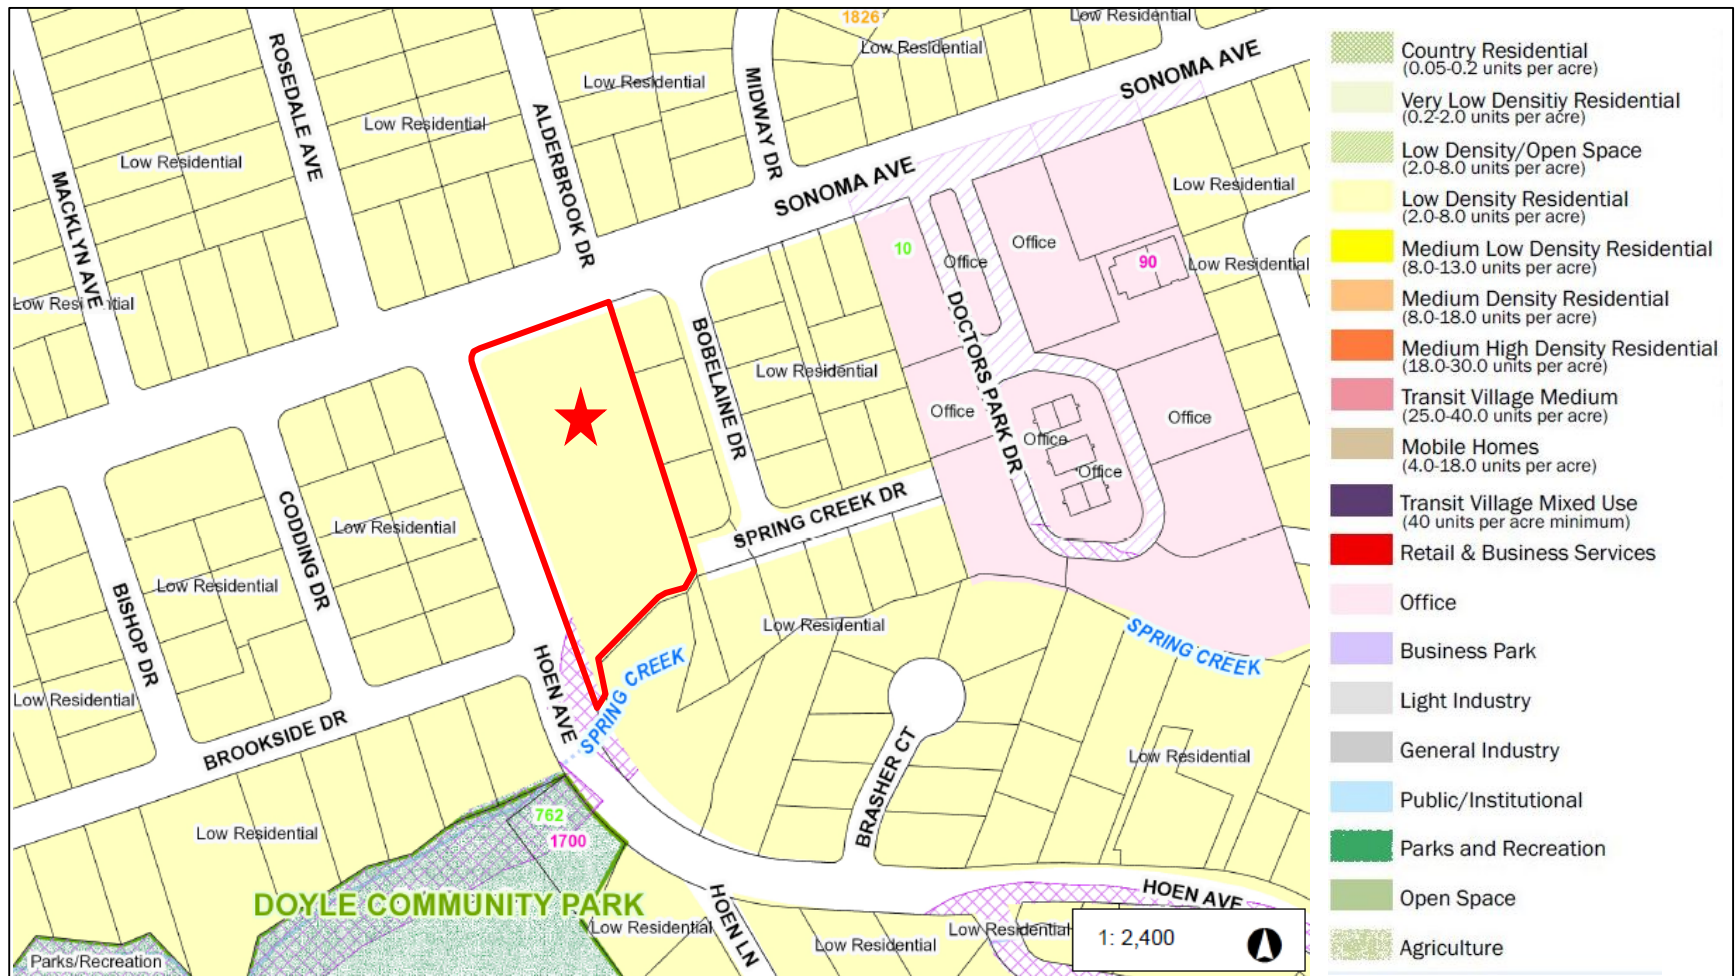 1826
Low Residential
Low Residential
SONOMA AVE
ROSEDALE AVE
Low Residential
MIDWAY DR
Low Residential
ALDERBROOK DR
Low Residential
MACKLYN AVE
SONOMA AVE
Low Residential
10
Office
Office
90
Low Residential
Low Residential
DOCTORS PARK DR
BOBELAINE DR
Low Residential
Office
Office
Office
Office
SPRING CREEK DR
CODDING DR
Low Residential
BISHOP DR
Low Residential
Low Residential
SPRING CREEK
SPRING CREEK
HOEN AVE
Low Residential
BROOKSIDE DR
BRASHER CT
Low Residential
Low Residential
762
1700
DOYLE COMMUNITY PARK
HOEN LN
HOEN AVE
Low Residential
Low Residential
Low Residential
Parks/Recreation
1: 2,400
Country Residential
(0.05-0.2 units per acre)
Very Low Densitiy Residential
(0.2-2.0 units per acre)
Low Density/Open Space
(2.0-8.0 units per acre)
Low Density Residential
(2.0-8.0 units per acre)
Medium Low Density Residential
(8.0-13.0 units per acre)
Medium Density Residential
(8.0-18.0 units per acre)
Medium High Density Residential
(18.0-30.0 units per acre)
Transit Village Medium
(25.0-40.0 units per acre)
Mobile Homes
(4.0-18.0 units per acre)
Transit Village Mixed Use
(40 units per acre minimum)
Retail & Business Services
Office
Business Park
Light Industry
General Industry
Public/Institutional
Parks and Recreation
Open Space
Agriculture